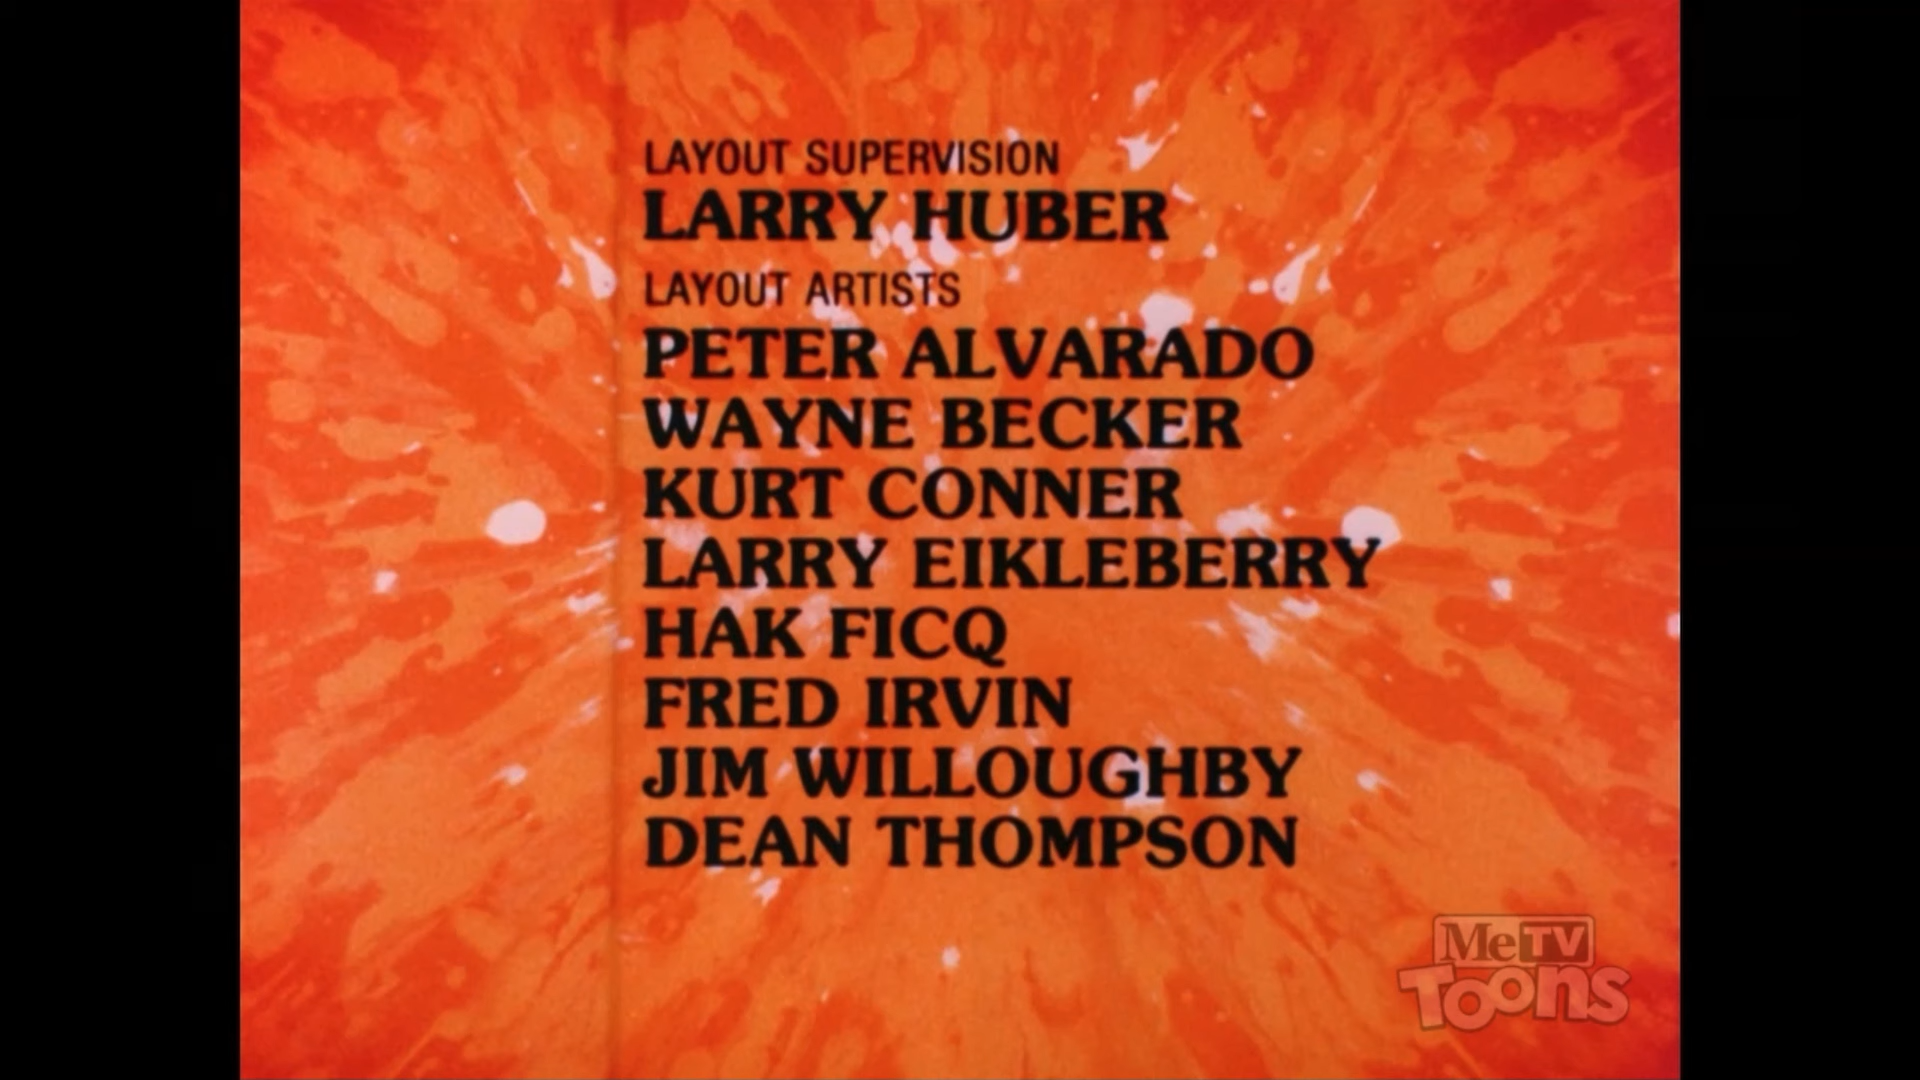 LAYOUT SUPERVISION
LARRY HUBER
LAYOUT ARTISTS
PETER ALVARADO
WAYNE BECKER
KURT CONNER
LARRY EIKLEBERRY
HAK FICQ
FRED IRVIN
JIM WILLOUGHBY
DEAN THOMPSON
MeTV
Toons